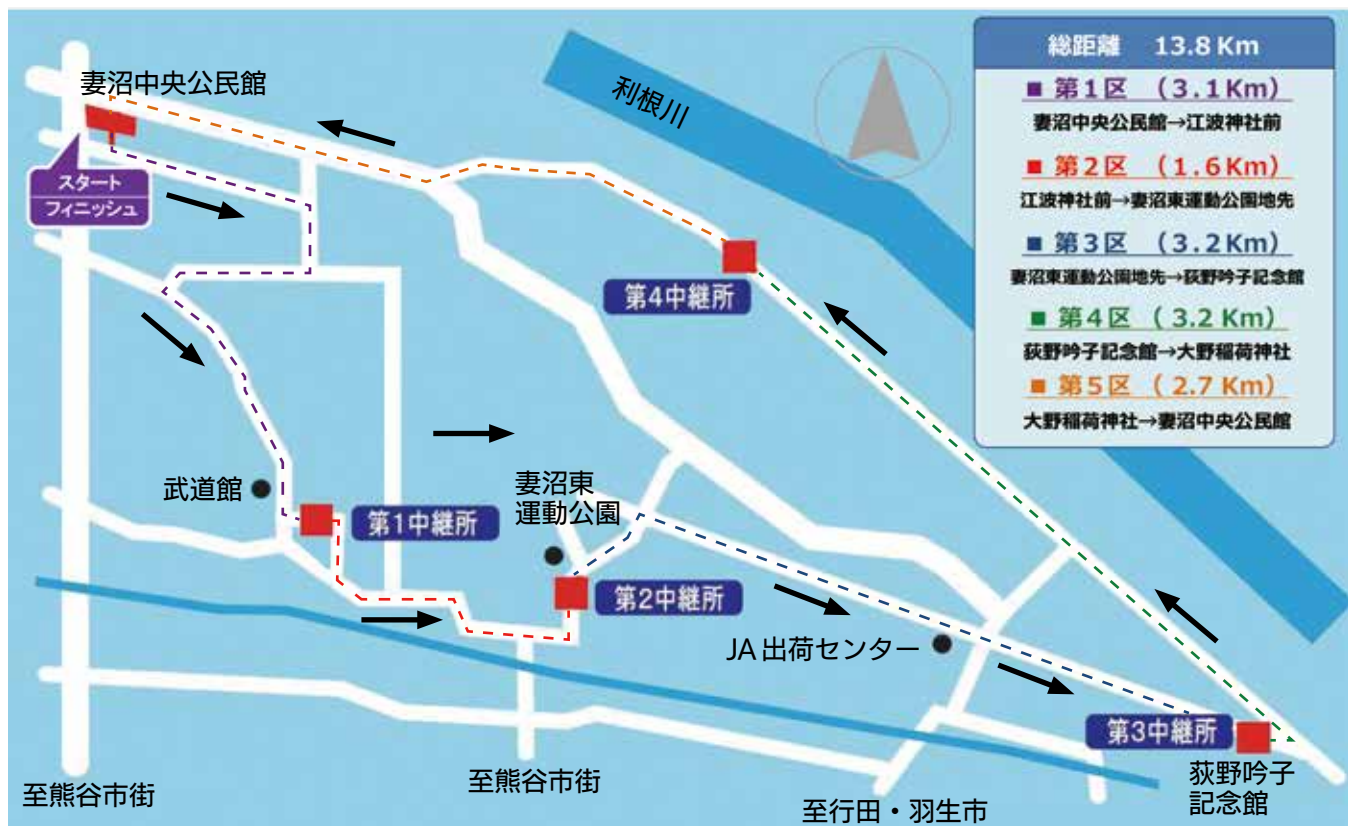 総距離 13.8 Km
■ 第1区 (3.1Km)
妻沼中央公民館→江波神社前
■ 第2区 (1.6Km)
江波神社前→妻沼東運動公園地先
■ 第3区 (3.2Km)
妻沼東運動公園地先→荻野吟子記念館
■ 第4区 ( 3.2 Km)
荻野吟子記念館→大野稲荷神社
■ 第5区 ( 2.7 Km)
大野稲荷神社→妻沼中央公民館
妻沼中央公民館
利根川
スタート
フィニッシュ
第4中継所
武道館
第1中継所
妻沼東
運動公園
第2中継所
JA出荷センター
第3中継所
荻野吟子
記念館
至熊谷市街
至熊谷市街
至行田・羽生市